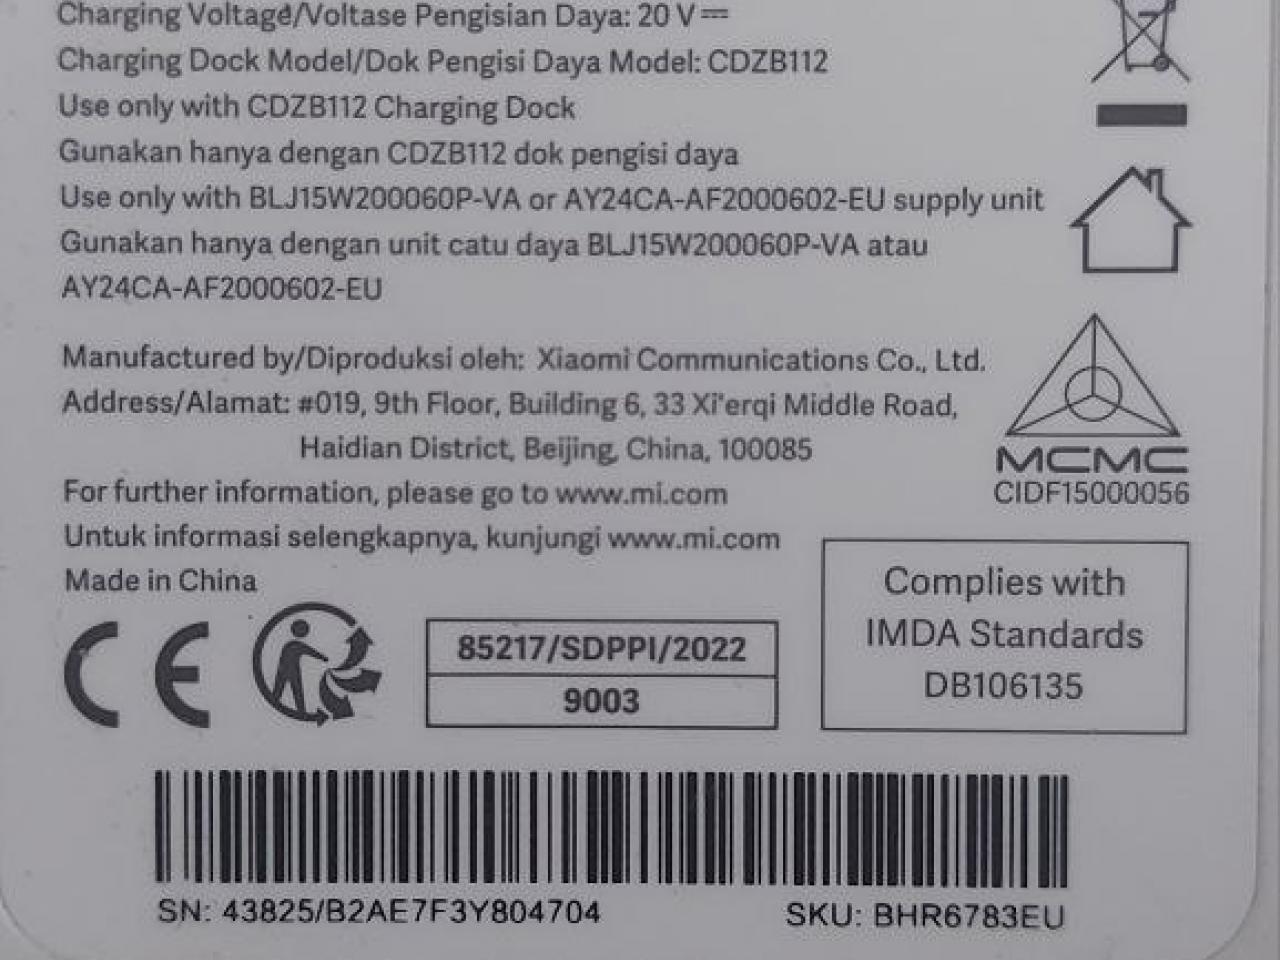 Charging Voltage/Voltase Pengisian Daya: 20 V⎓
Charging Dock Model/Dok Pengisi Daya Model: CDZB112
Use only with CDZB112 Charging Dock
Gunakan hanya dengan CDZB112 dok pengisi daya
Use only with BLJ15W200060P-VA or AY24CA-AF2000602-EU supply unit
Gunakan hanya dengan unit catu daya BLJ15W200060P-VA atau
AY24CA-AF2000602-EU
Manufactured by/Diproduksi oleh: Xiaomi Communications Co., Ltd.
Address/Alamat: #019, 9th Floor, Building 6, 33 Xi'erqi Middle Road,
Haidian District, Beijing, China, 100085
For further information, please go to www.mi.com
Untuk informasi selengkapnya, kunjungi www.mi.com
Made in China
MCMC
CIDF15000056
CE
85217/SDPPI/2022
9003
Complies with
IMDA Standards
DB106135
SN: 43825/B2AE7F3Y804704
SKU: BHR6783EU